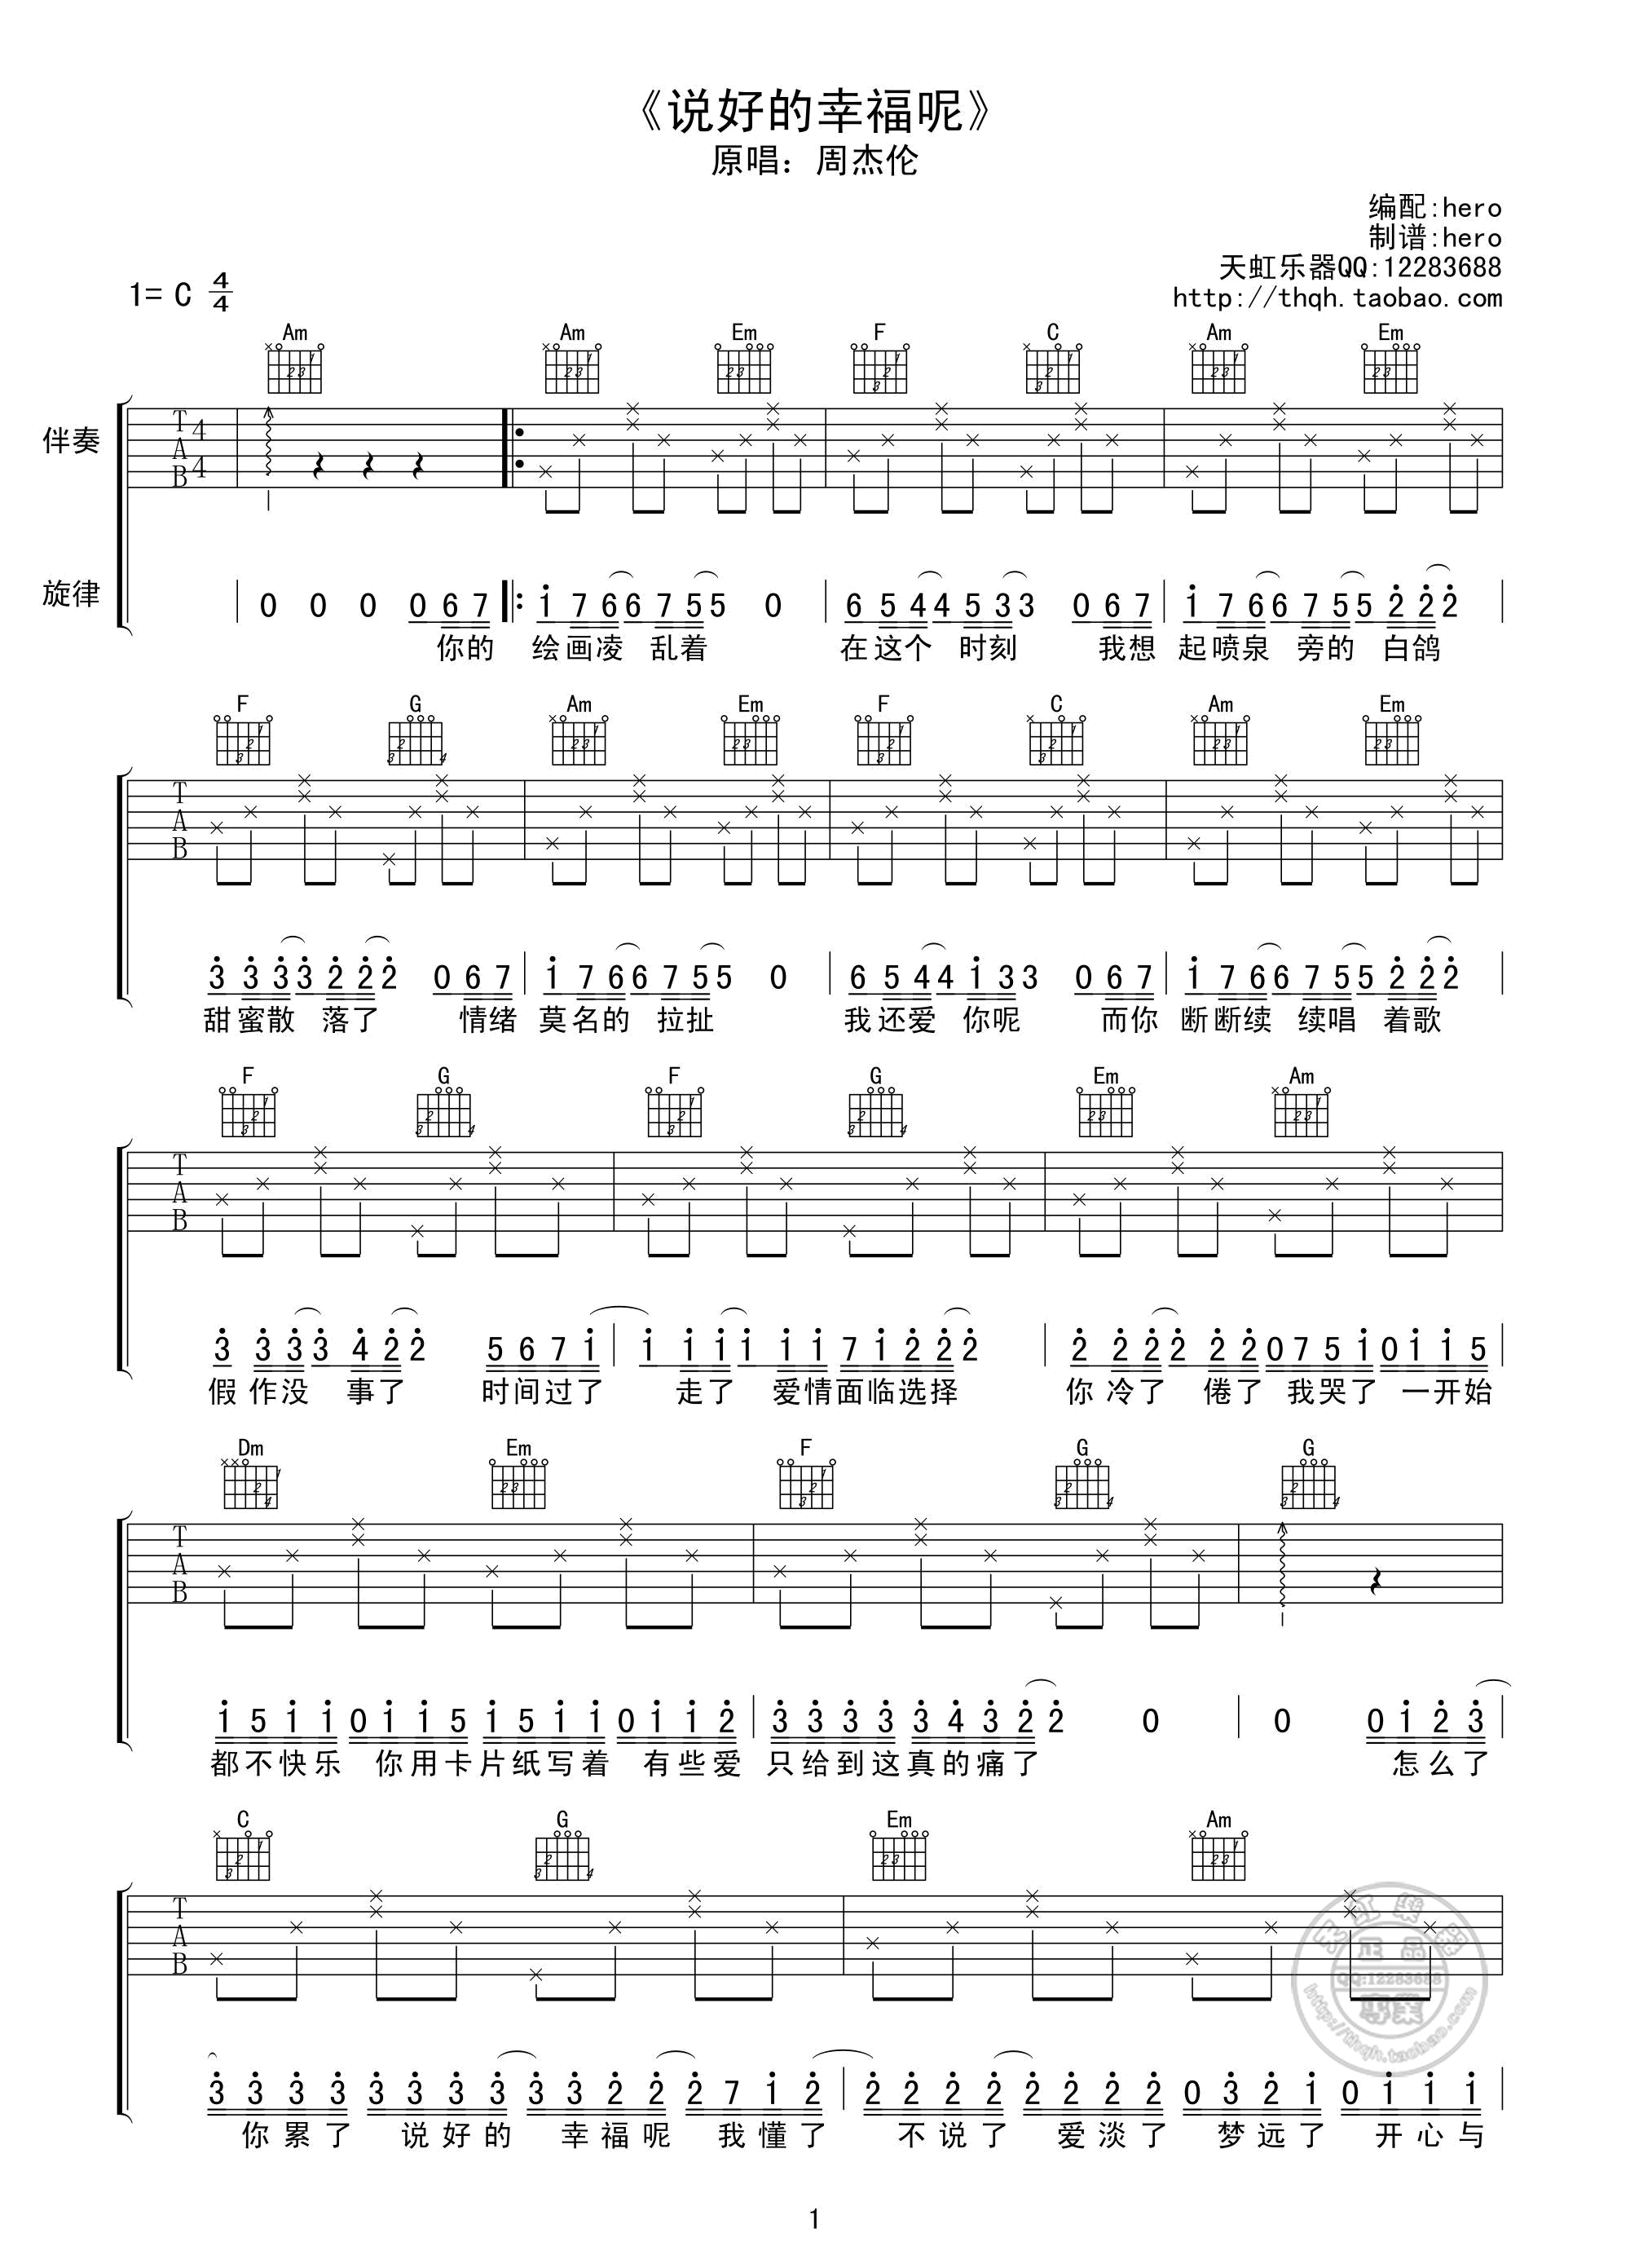 《说好的幸福呢》
原唱：周杰伦
编配:hero
制谱:hero
天虹乐器QQ:12283688
http://thqh.taobao.com
1= C 4/4
Am Am Em F C Am Em
伴奏 T A B 4/4
旋律 0 0 0 0 6 7 1 7 6 6 7 5 5 0 6 5 4 4 5 3 3 0 6 7 1 7 6 6 7 5 5 2 2 2
你的 绘画凌 乱着 在这个 时刻 我想 起喷泉 旁的 白鸽
F G Am Em F C Am Em
T A B
3 3 3 3 2 2 2 0 6 7 1 7 6 6 7 5 5 0 6 5 4 4 1 3 3 0 6 7 1 7 6 6 7 5 5 2 2 2
甜蜜散 落了 情绪 莫名的 拉扯 我还爱 你呢 而你 断断续 续唱 着歌
F G F G Em Am
T A B
3 3 3 3 4 2 2 5 6 7 1 1 1 1 1 1 1 7 1 2 2 2 2 2 2 2 2 2 0 7 5 1 0 1 1 5
假作没 事了 时间过了 走了 爱情面临选择 你冷了 倦了 我哭了 一开始
Dm Em F G G
T A B
1 5 1 1 0 1 1 5 1 5 1 1 0 1 1 2 3 3 3 3 3 4 3 2 2 0 0 0 1 2 3
都不快乐 你用卡片纸写着 有些爱 只给到这真的痛了 怎么了
C G Em Am
T A B
3 3 3 3 3 3 3 3 3 3 2 2 2 7 1 2 2 2 2 2 2 2 2 2 0 3 2 1 0 1 1 1
你累了 说好的 幸福呢 我懂了 不说了 爱淡了 梦远了 开心与
天虹乐器
正品
QQ:12283688
專業
http://thqh.taobao.com
1